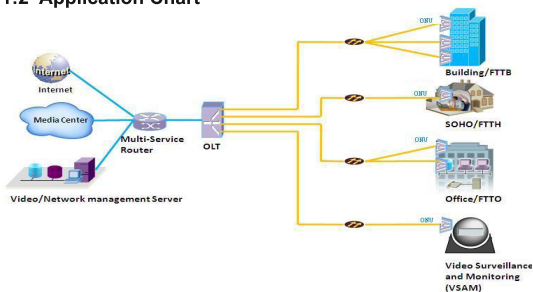 1.2 Application Chart
Internet
Internet
Media Center
Multi-Service
Router
OLT
Video/Network management Server
ONU
Building/FTTB
ONU
SOHO/FTTH
ONU
Office/FTTO
ONU
Video Surveillance
and Monitoring
(VSAM)